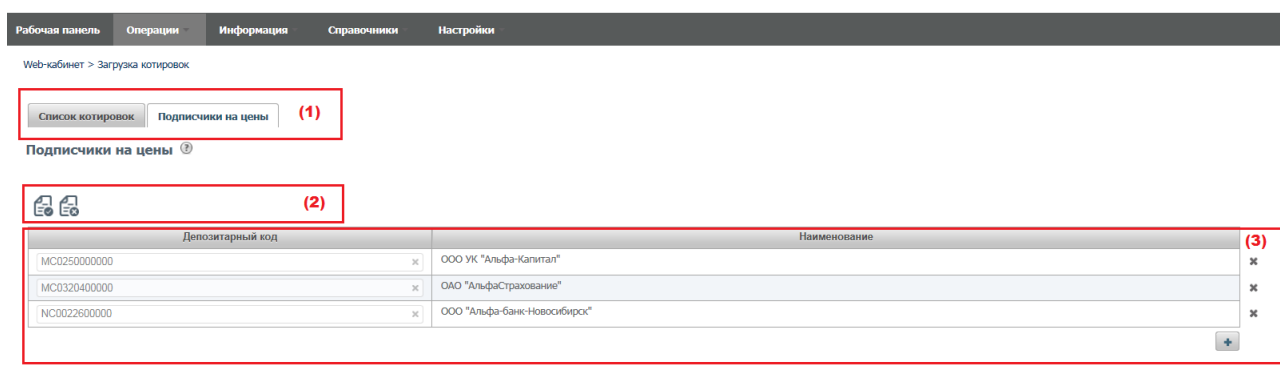 Рабочая панель Операции Информация Справочники Настройки
Web-кабинет > Загрузка котировок
Список котировок Подписчики на цены (1)
Подписчики на цены ?
(2)
Депозитарный код Наименование (3)
MC0250000000 ООО УК "Альфа-Капитал"
MC0320400000 ОАО "АльфаСтрахование"
NC0022600000 ООО "Альфа-банк-Новосибирск"